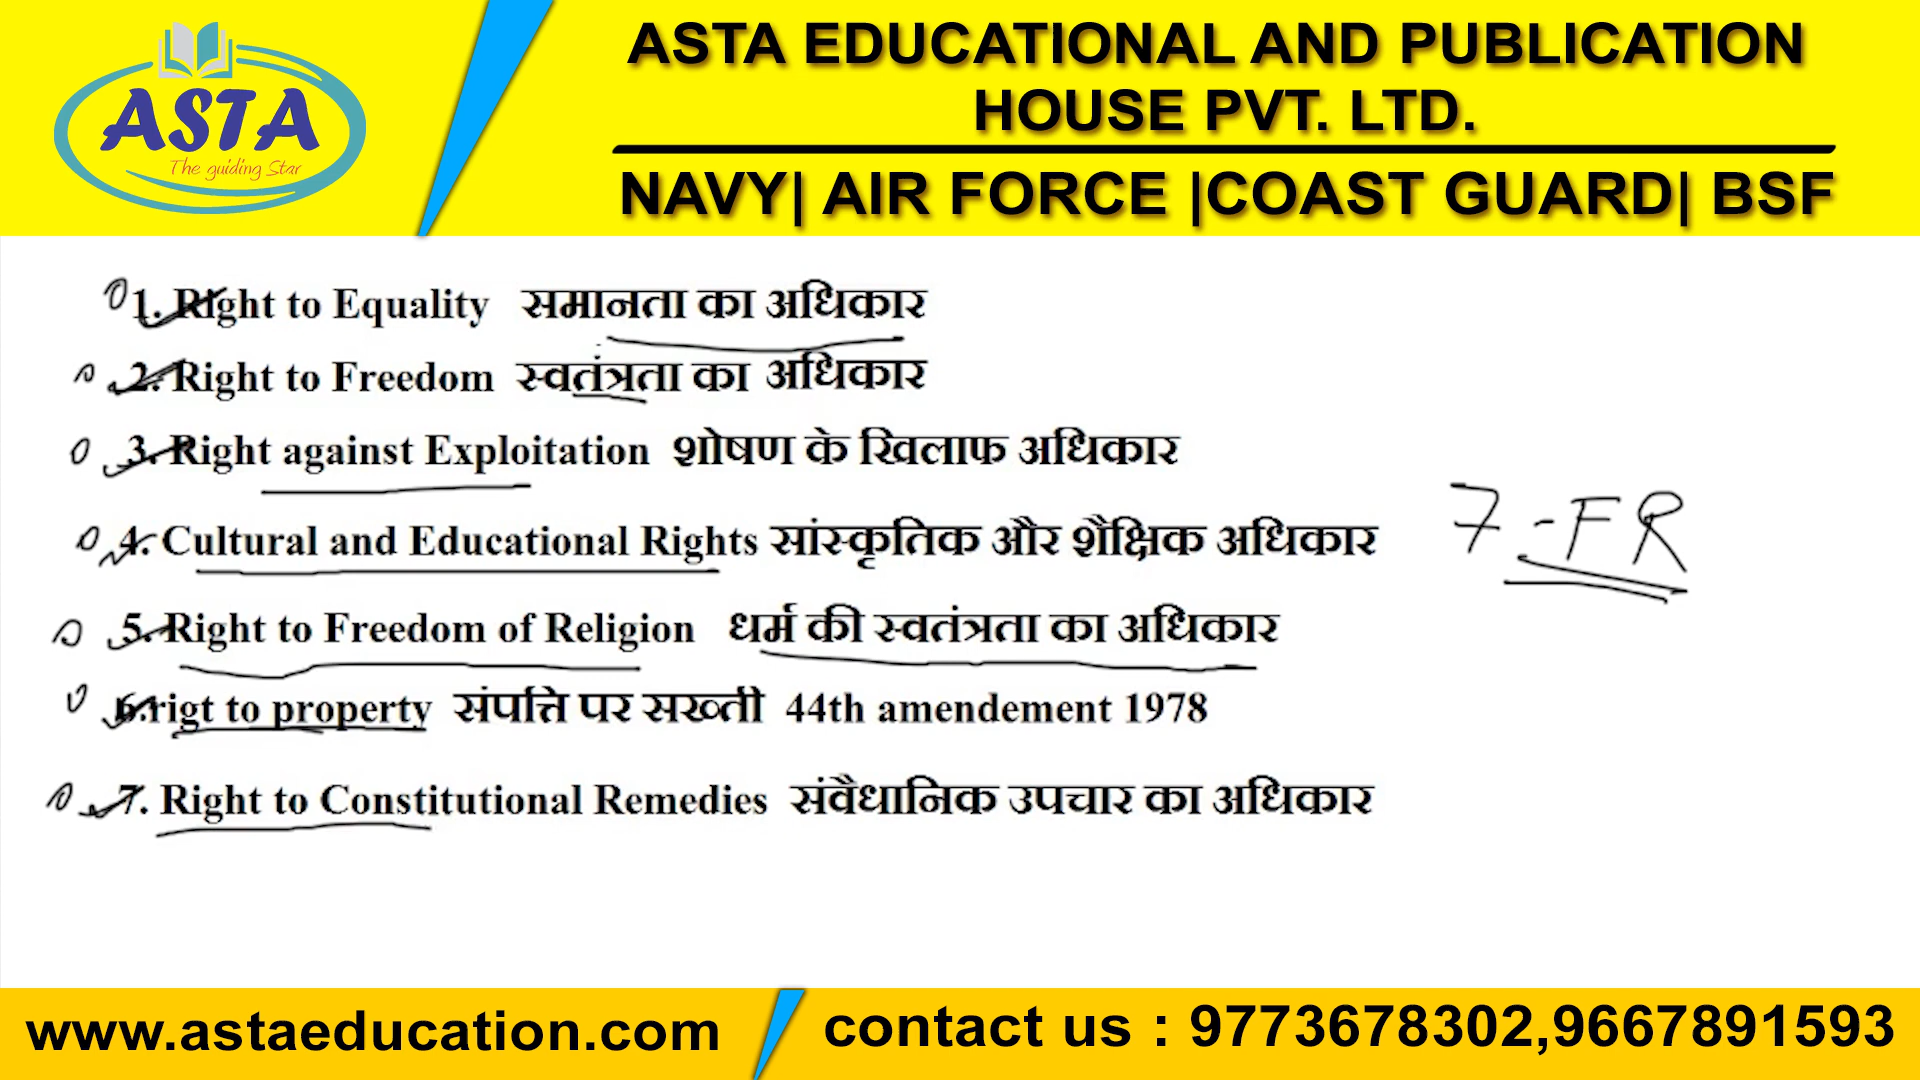 ASTA
The guiding Star
ASTA EDUCATIONAL AND PUBLICATION
HOUSE PVT. LTD.
NAVY| AIR FORCE |COAST GUARD| BSF
1. Right to Equality समानता का अधिकार
2. Right to Freedom स्वतंत्रता का अधिकार
3. Right against Exploitation शोषण के खिलाफ अधिकार
4. Cultural and Educational Rights सांस्कृतिक और शैक्षिक अधिकार
7 - FR
5. Right to Freedom of Religion धर्म की स्वतंत्रता का अधिकार
6.rigt to property संपत्ति पर सख्ती 44th amendement 1978
7. Right to Constitutional Remedies संवैधानिक उपचार का अधिकार
www.astaeducation.com
contact us : 9773678302,9667891593